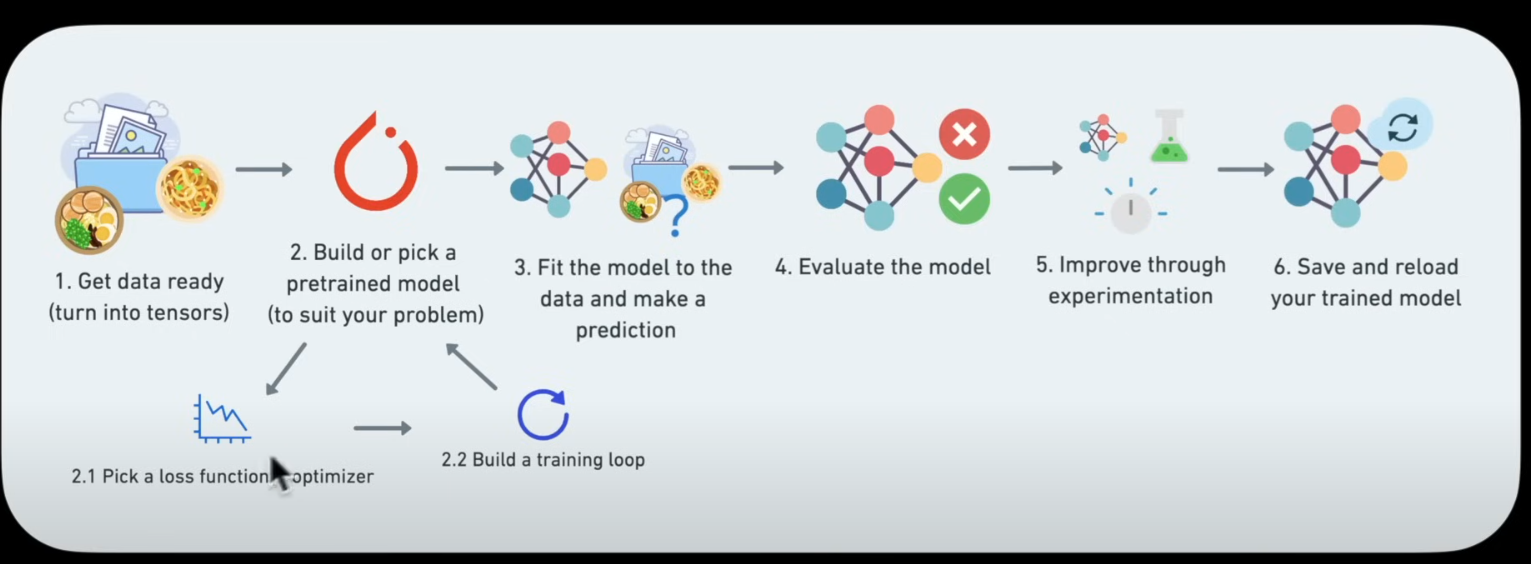 1. Get data ready
(turn into tensors)
2. Build or pick a
pretrained model
(to suit your problem)
3. Fit the model to the
data and make a
prediction
4. Evaluate the model
5. Improve through
experimentation
6. Save and reload
your trained model
2.1 Pick a loss function optimizer
2.2 Build a training loop